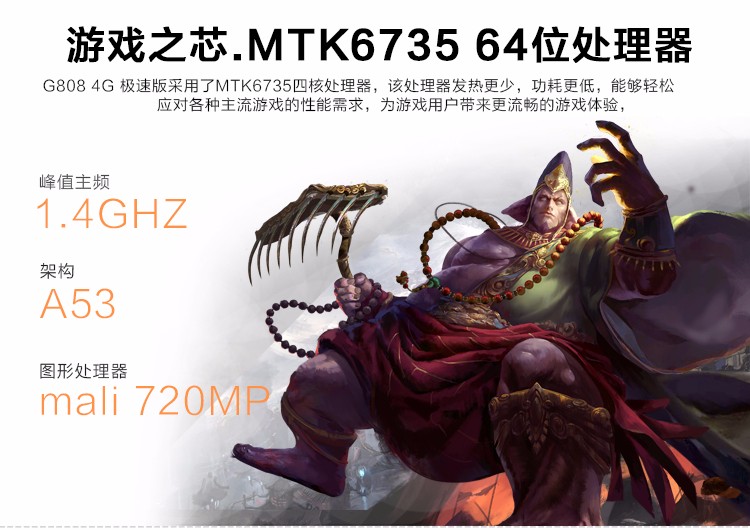 游戏之芯.MTK6735 64位处理器
G808 4G 极速版采用了MTK6735四核处理器，该处理器发热更少，功耗更低，能够轻松
应对各种主流游戏的性能需求，为游戏用户带来更流畅的游戏体验，
峰值主频
1.4GHZ
架构
A53
图形处理器
mali 720MP